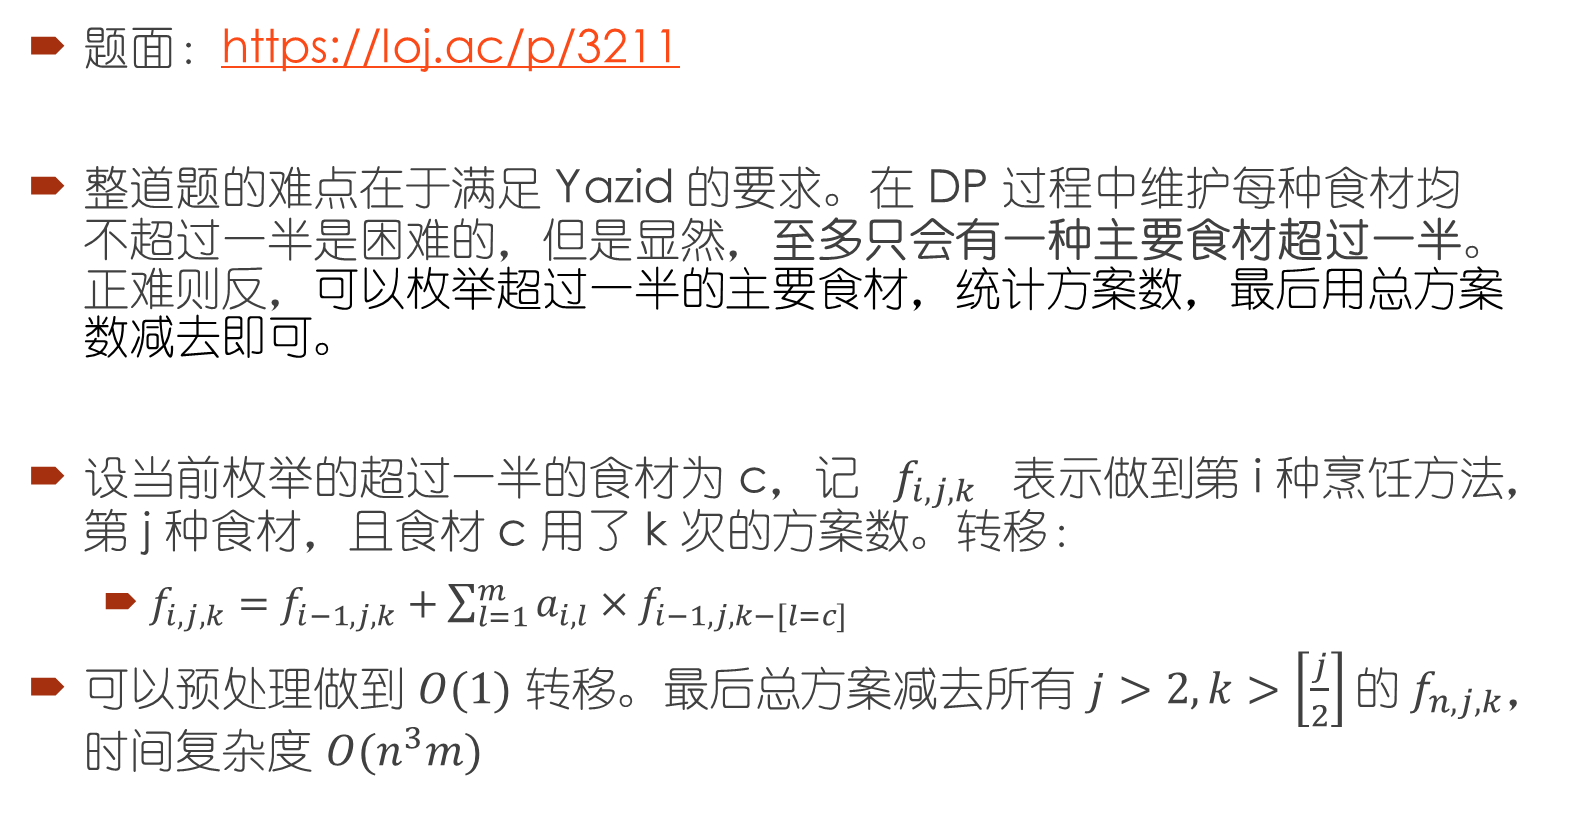 题面：https://loj.ac/p/3211
整道题的难点在于满足 Yazid 的要求。在 DP 过程中维护每种食材均
不超过一半是困难的，但是显然，至多只会有一种主要食材超过一半。
正难则反，可以枚举超过一半的主要食材，统计方案数，最后用总方案
数减去即可。
设当前枚举的超过一半的食材为 c，记 f_{i,j,k} 表示做到第 i 种烹饪方法，
第 j 种食材，且食材 c 用了 k 次的方案数。转移：
f_{i,j,k} = f_{i−1,j,k} + ∑_{l=1}^{m} a_{i,l} × f_{i−1,j,k−[l=c]}
可以预处理做到 O(1) 转移。最后总方案减去所有 j > 2, k > [j/2] 的 f_{n,j,k}，
时间复杂度 O(n³m)